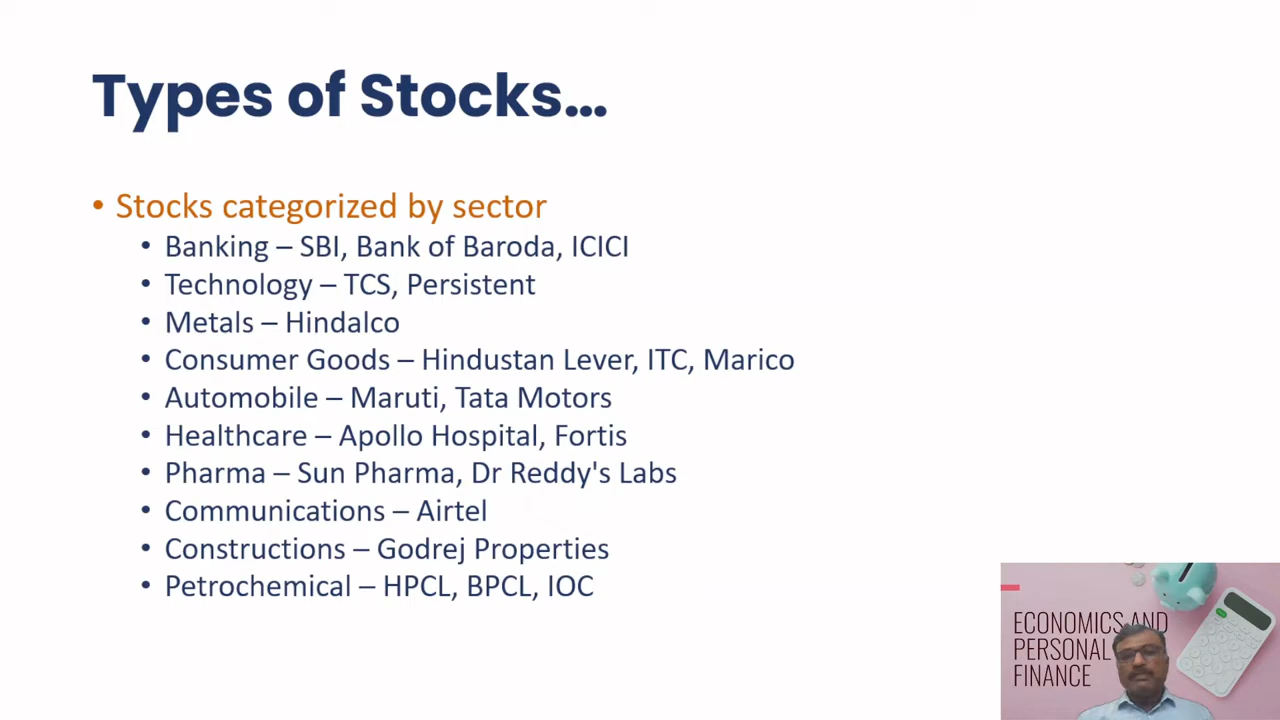 Types of Stocks...
• Stocks categorized by sector
• Banking – SBI, Bank of Baroda, ICICI
• Technology – TCS, Persistent
• Metals – Hindalco
• Consumer Goods – Hindustan Lever, ITC, Marico
• Automobile – Maruti, Tata Motors
• Healthcare – Apollo Hospital, Fortis
• Pharma – Sun Pharma, Dr Reddy's Labs
• Communications – Airtel
• Constructions – Godrej Properties
• Petrochemical – HPCL, BPCL, IOC
ECONOMICS AND
PERSONAL
FINANCE